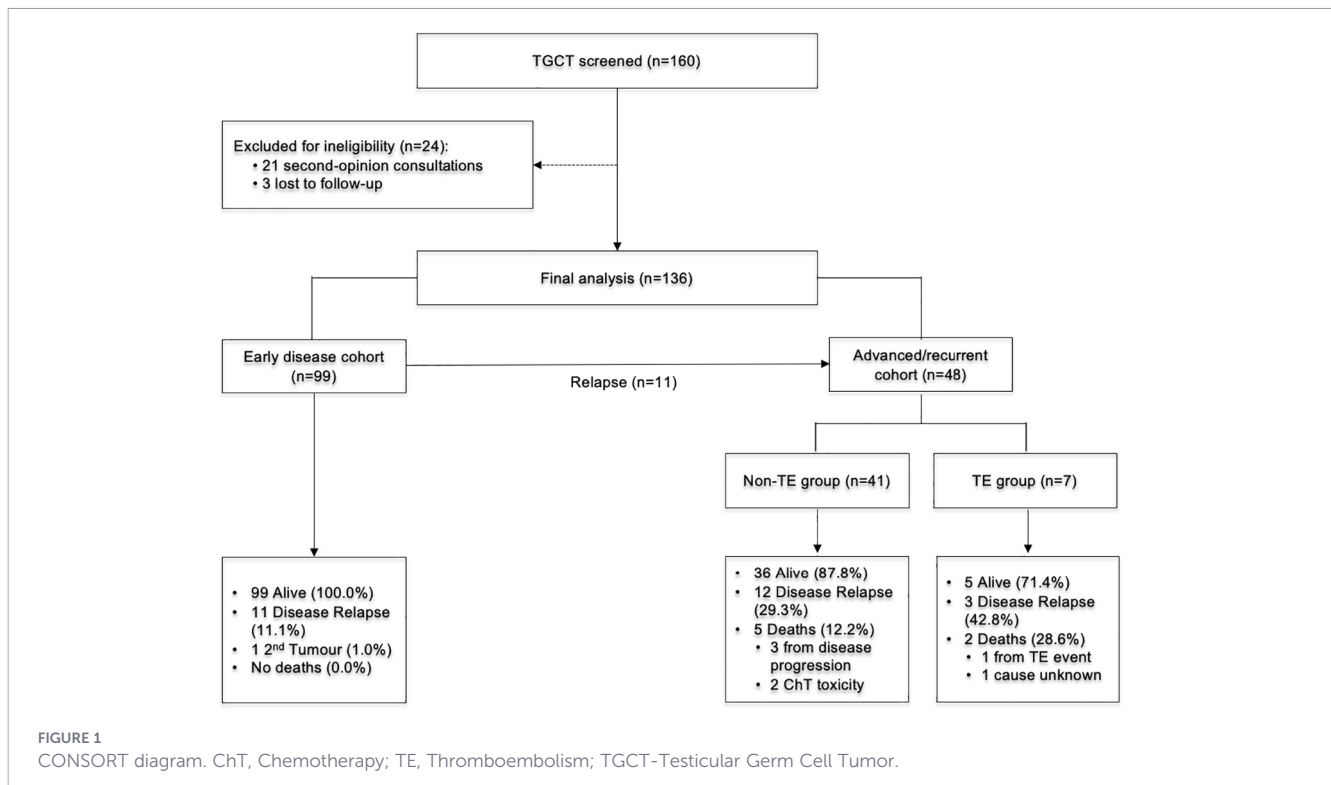 TGCT screened (n=160)
Excluded for ineligibility (n=24):
• 21 second-opinion consultations
• 3 lost to follow-up
Final analysis (n=136)
Early disease cohort
(n=99)
Relapse (n=11)
Advanced/recurrent
cohort (n=48)
Non-TE group (n=41)
TE group (n=7)
• 99 Alive (100.0%)
• 11 Disease Relapse
(11.1%)
• 1 2nd Tumour (1.0%)
• No deaths (0.0%)
• 36 Alive (87.8%)
• 12 Disease Relapse
(29.3%)
• 5 Deaths (12.2%)
• 3 from disease
progression
• 2 ChT toxicity
• 5 Alive (71.4%)
• 3 Disease Relapse
(42.8%)
• 2 Deaths (28.6%)
• 1 from TE event
• 1 cause unknown
FIGURE 1
CONSORT diagram. ChT, Chemotherapy; TE, Thromboembolism; TGCT-Testicular Germ Cell Tumor.